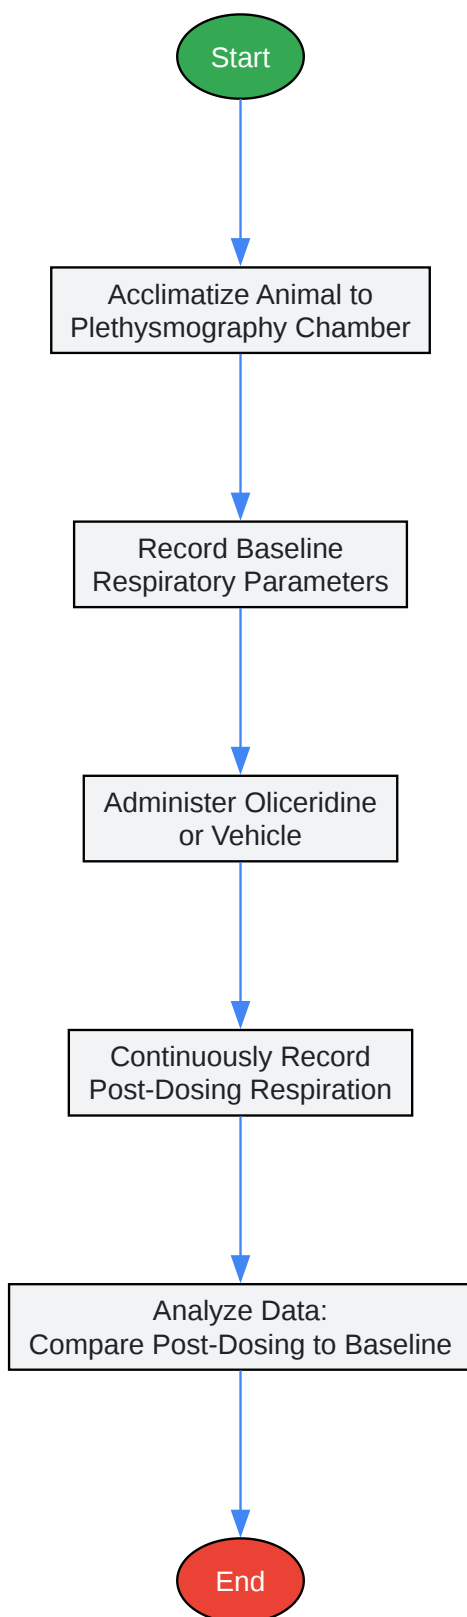 Start
Acclimatize Animal to
Plethysmography Chamber
Record Baseline
Respiratory Parameters
Administer Oliceridine
or Vehicle
Continuously Record
Post-Dosing Respiration
Analyze Data:
Compare Post-Dosing to Baseline
End